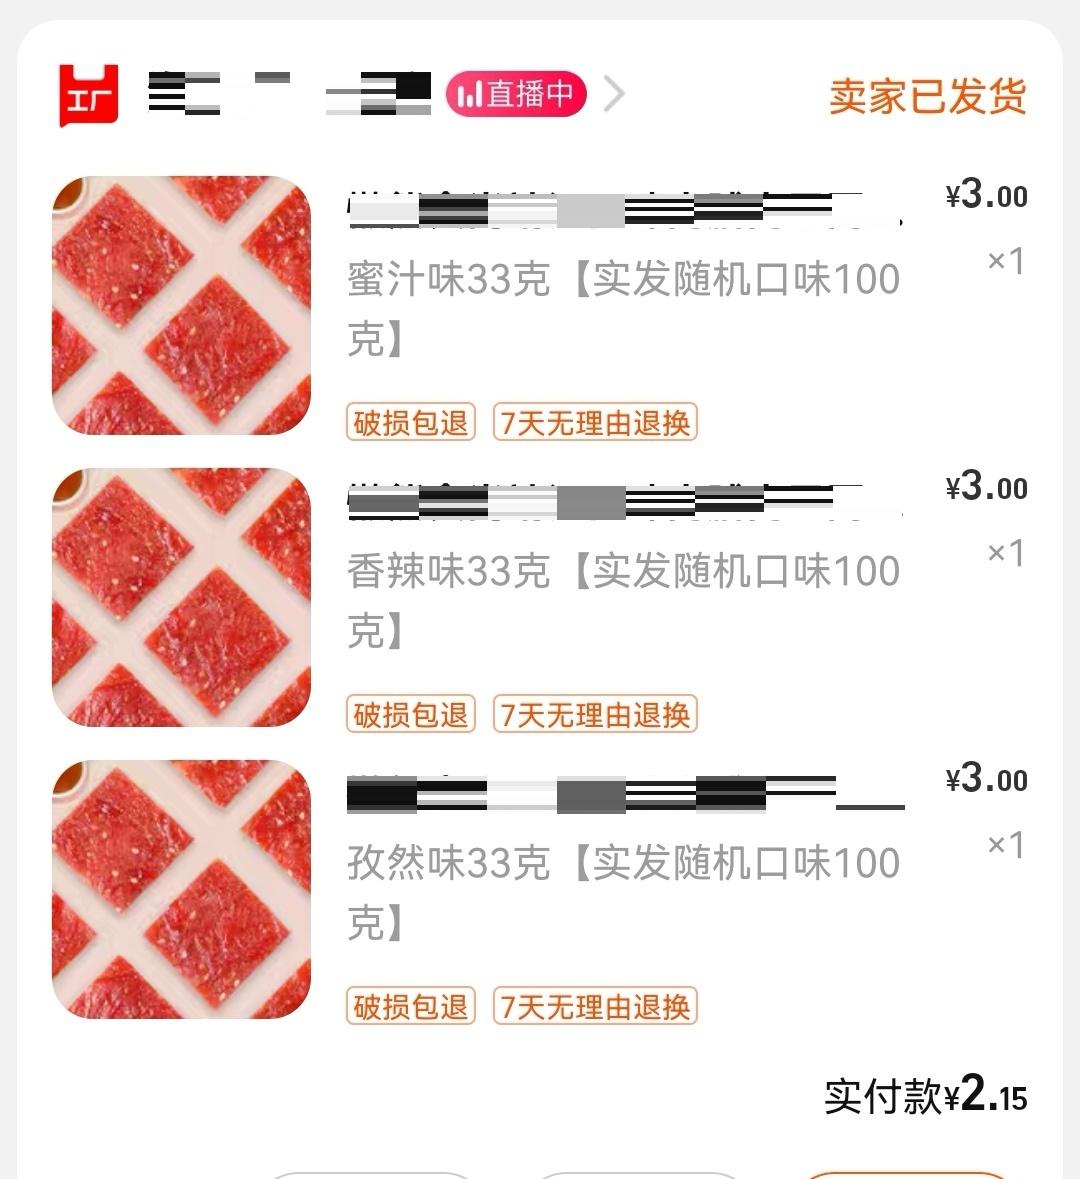 工厂
直播中
卖家已发货
¥3.00
×1
蜜汁味33克【实发随机口味100
克】
破损包退 7天无理由退换
¥3.00
×1
香辣味33克【实发随机口味100
克】
破损包退 7天无理由退换
¥3.00
×1
孜然味33克【实发随机口味100
克】
破损包退 7天无理由退换
实付款¥2.15